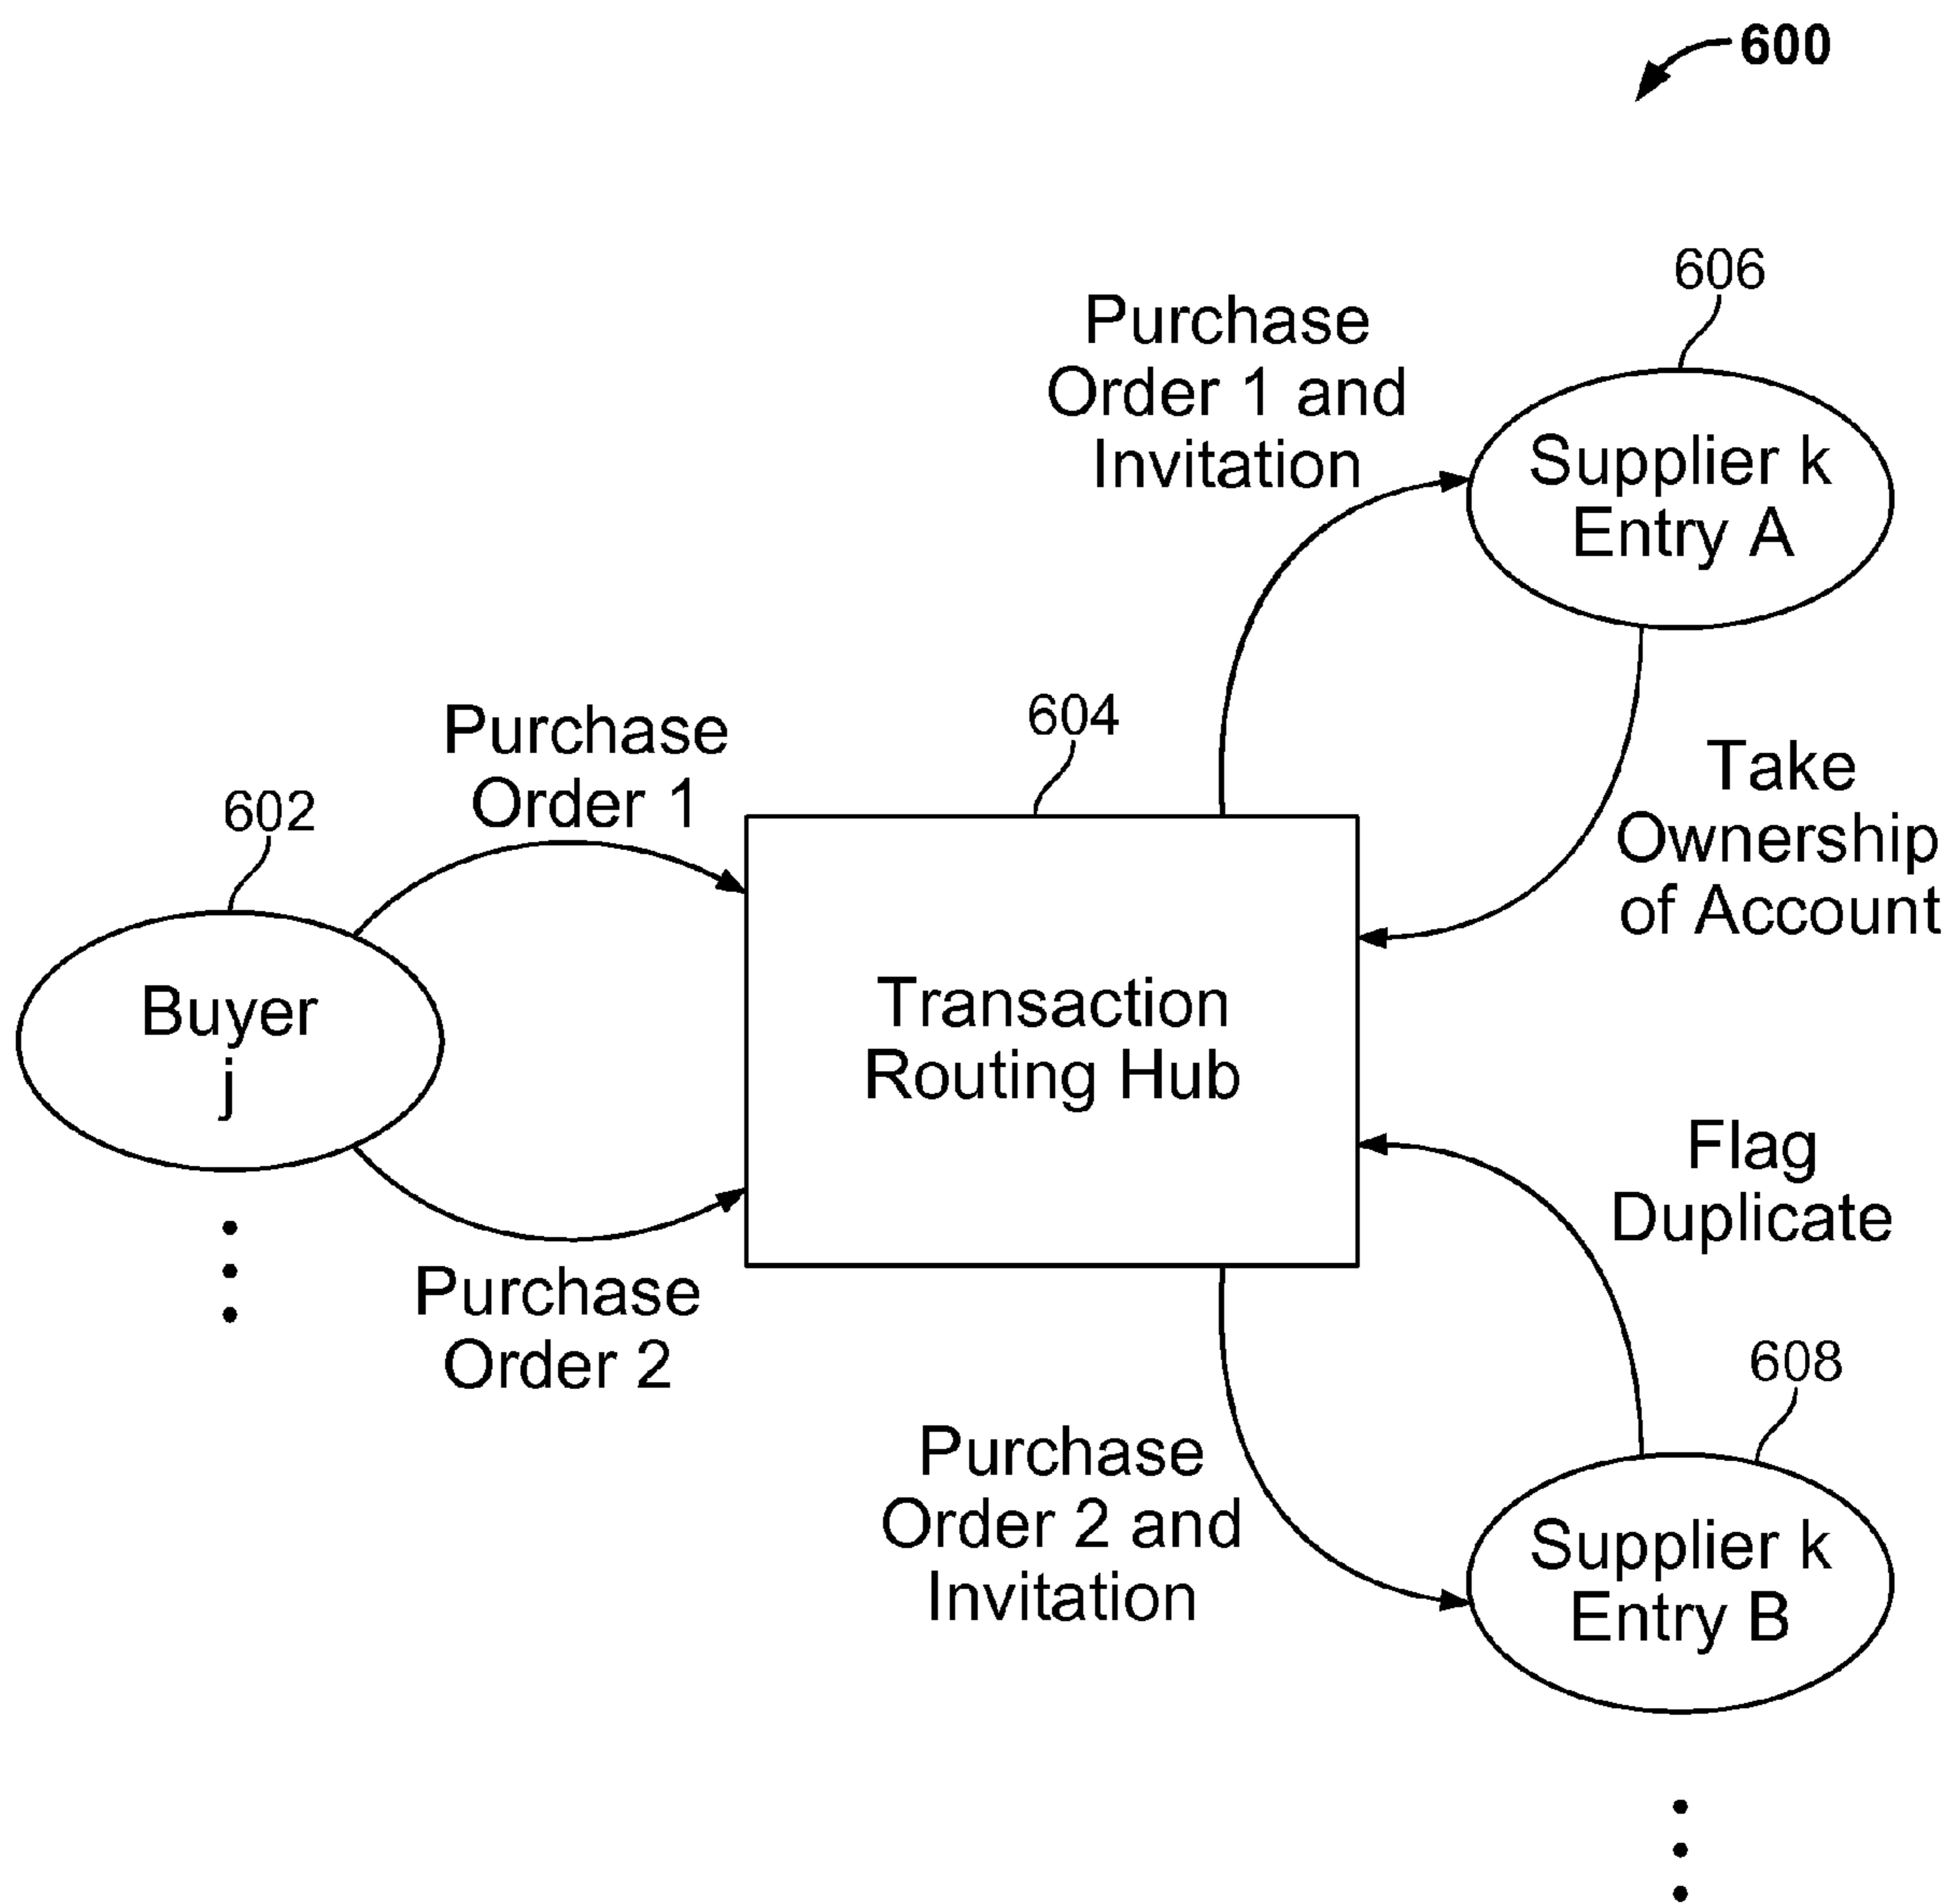 600
606
Purchase
Order 1 and
Invitation
Supplier k
Entry A
604
Purchase
Order 1
602
Take
Ownership
of Account
Buyer
j
Transaction
Routing Hub
Flag
Duplicate
Purchase
Order 2
608
Purchase
Order 2 and
Invitation
Supplier k
Entry B